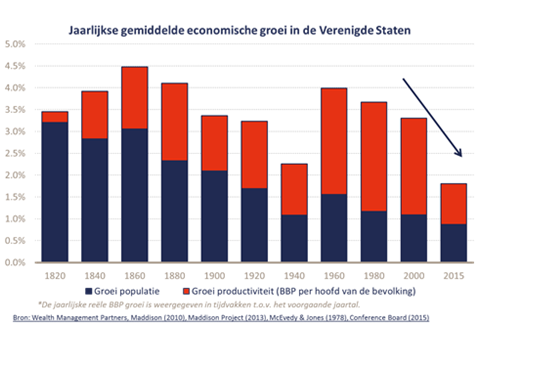 Jaarlijkse gemiddelde economische groei in de Verenigde Staten
5.0%
4.5%
4.0%
3.5%
3.0%
2.5%
2.0%
1.5%
1.0%
0.5%
0.0%
1820 1840 1860 1880 1900 1920 1940 1960 1980 2000 2015
Groei populatie Groei productiviteit (BBP per hoofd van de bevolking)
*De jaarlijkse reële BBP groei is weergegeven in tijdvakken t.o.v. het voorgaande jaartal.
Bron: Wealth Management Partners, Maddison (2010), Maddison Project (2013), McEvedy & Jones (1978), Conference Board (2015)